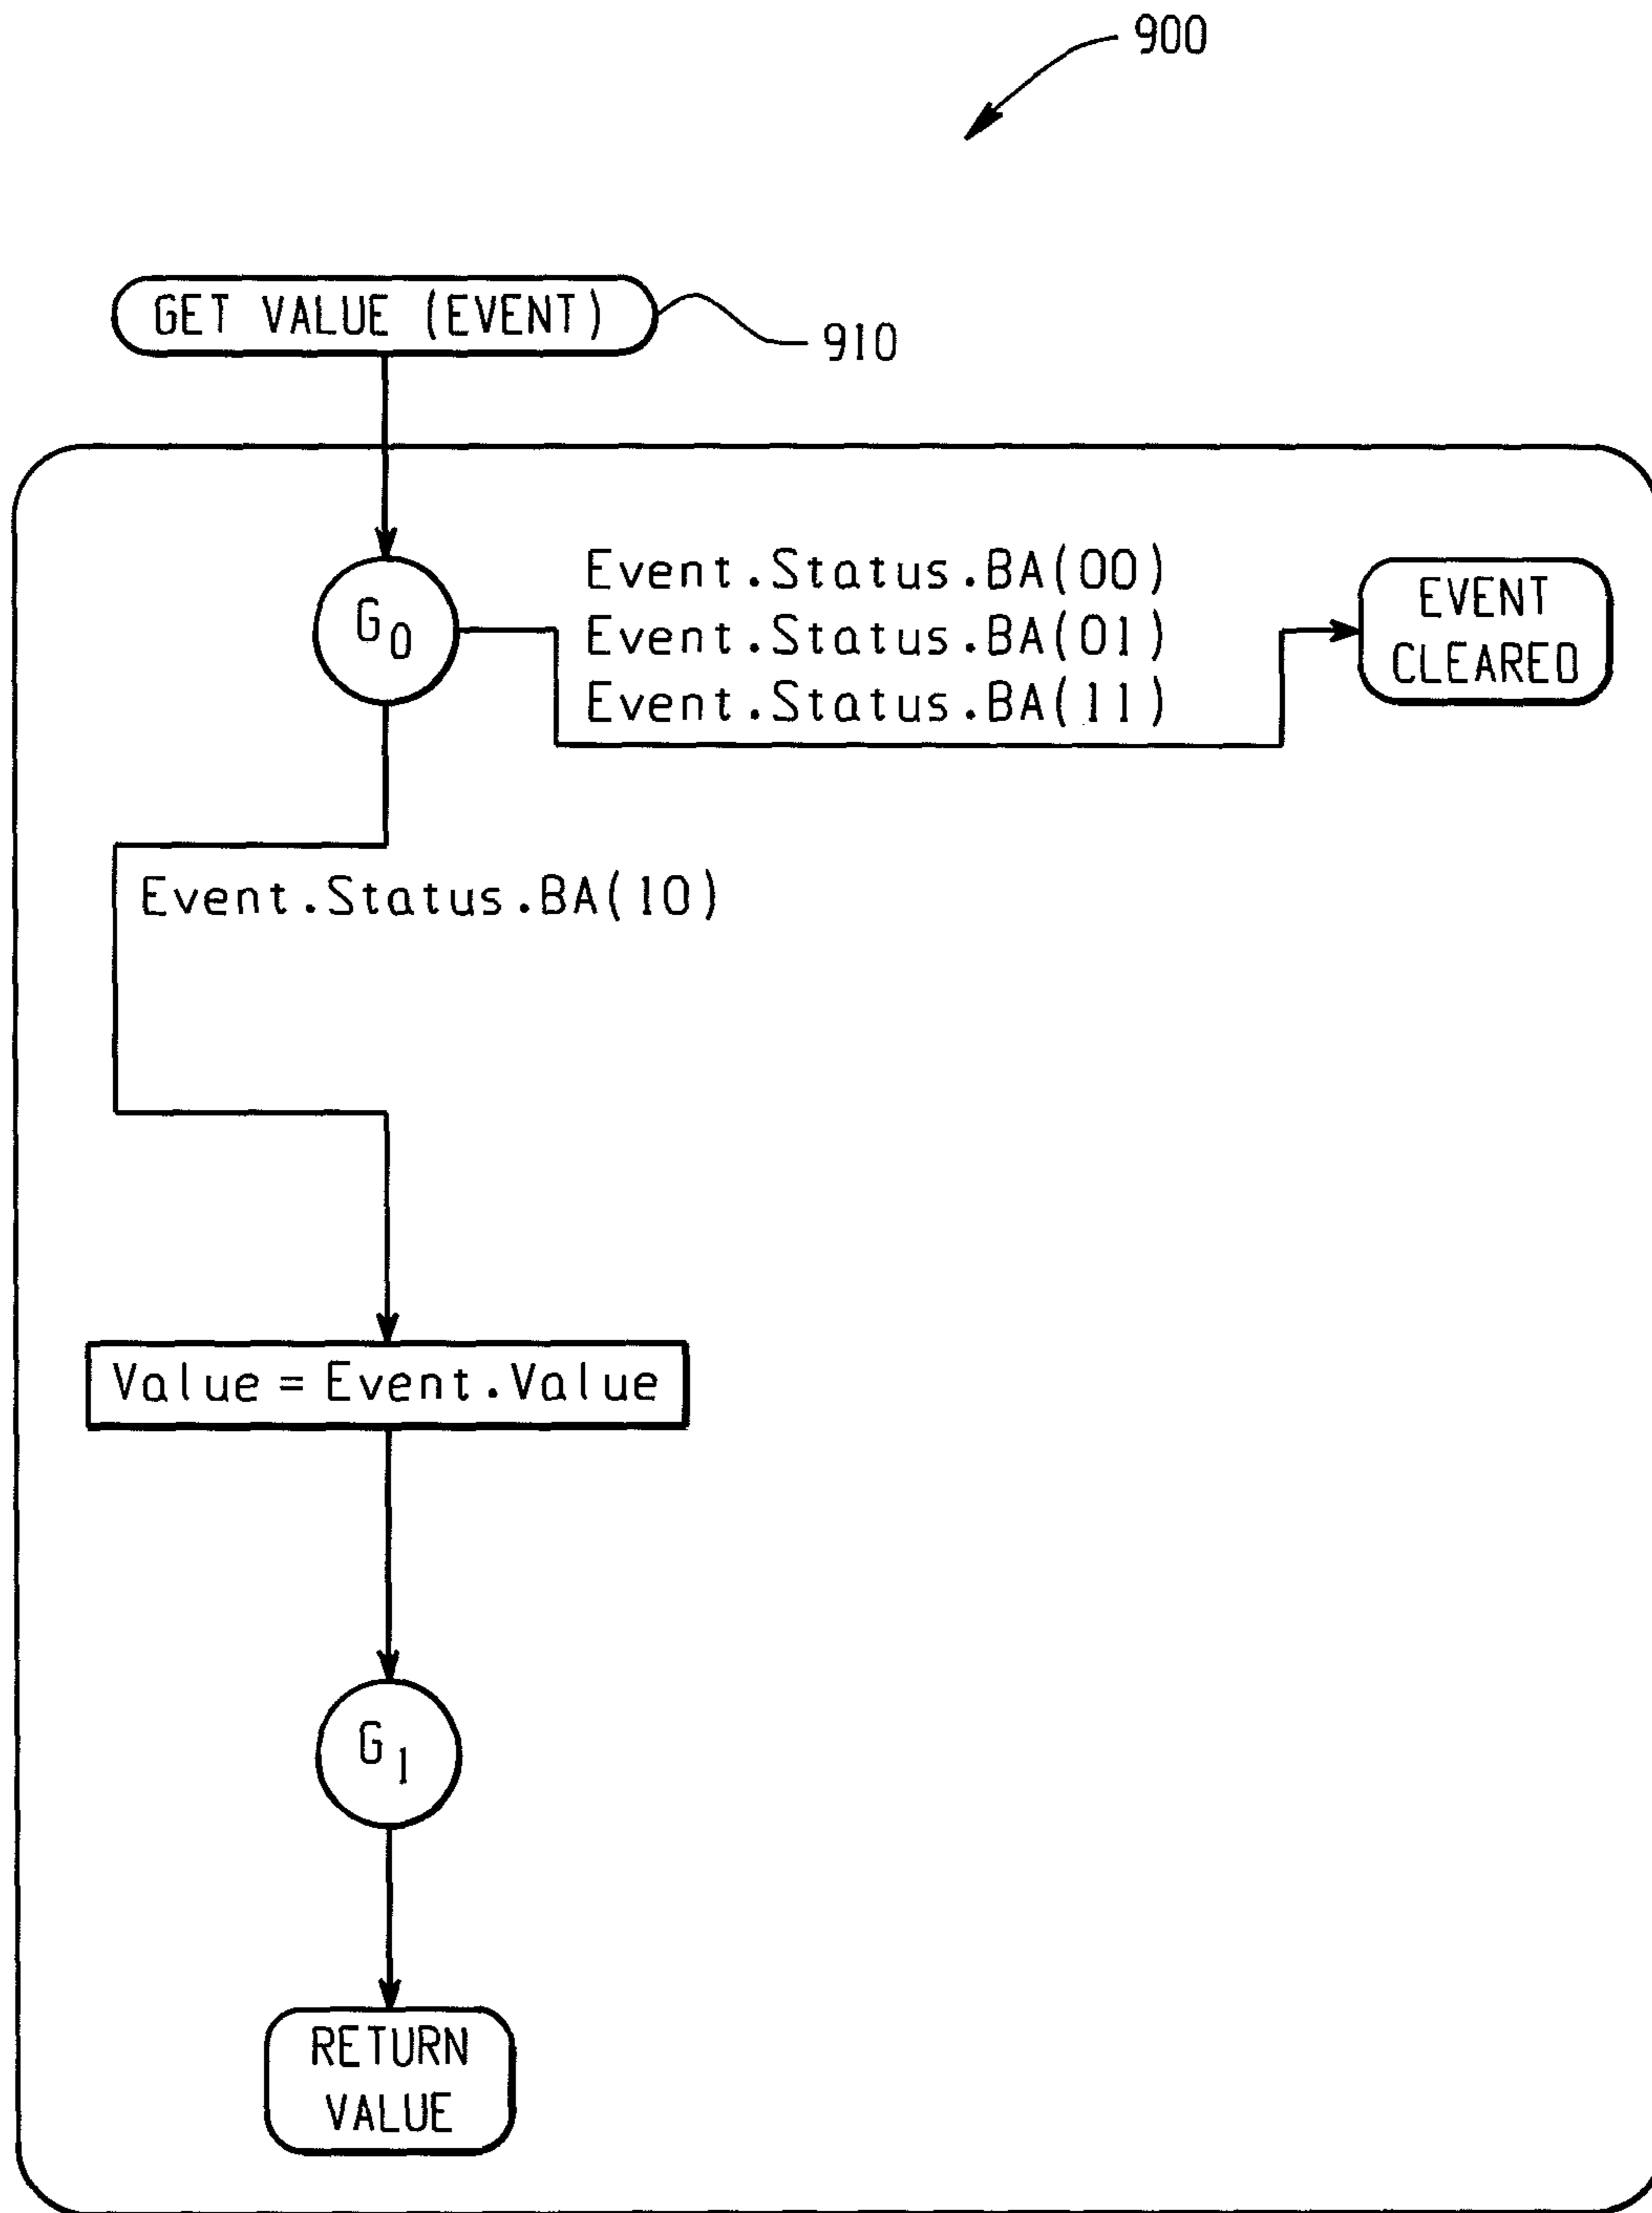 900
GET VALUE (EVENT)
910
G0
Event.Status.BA(00)
Event.Status.BA(01)
Event.Status.BA(11)
EVENT
CLEARED
Event.Status.BA(10)
Value = Event.Value
G1
RETURN
VALUE